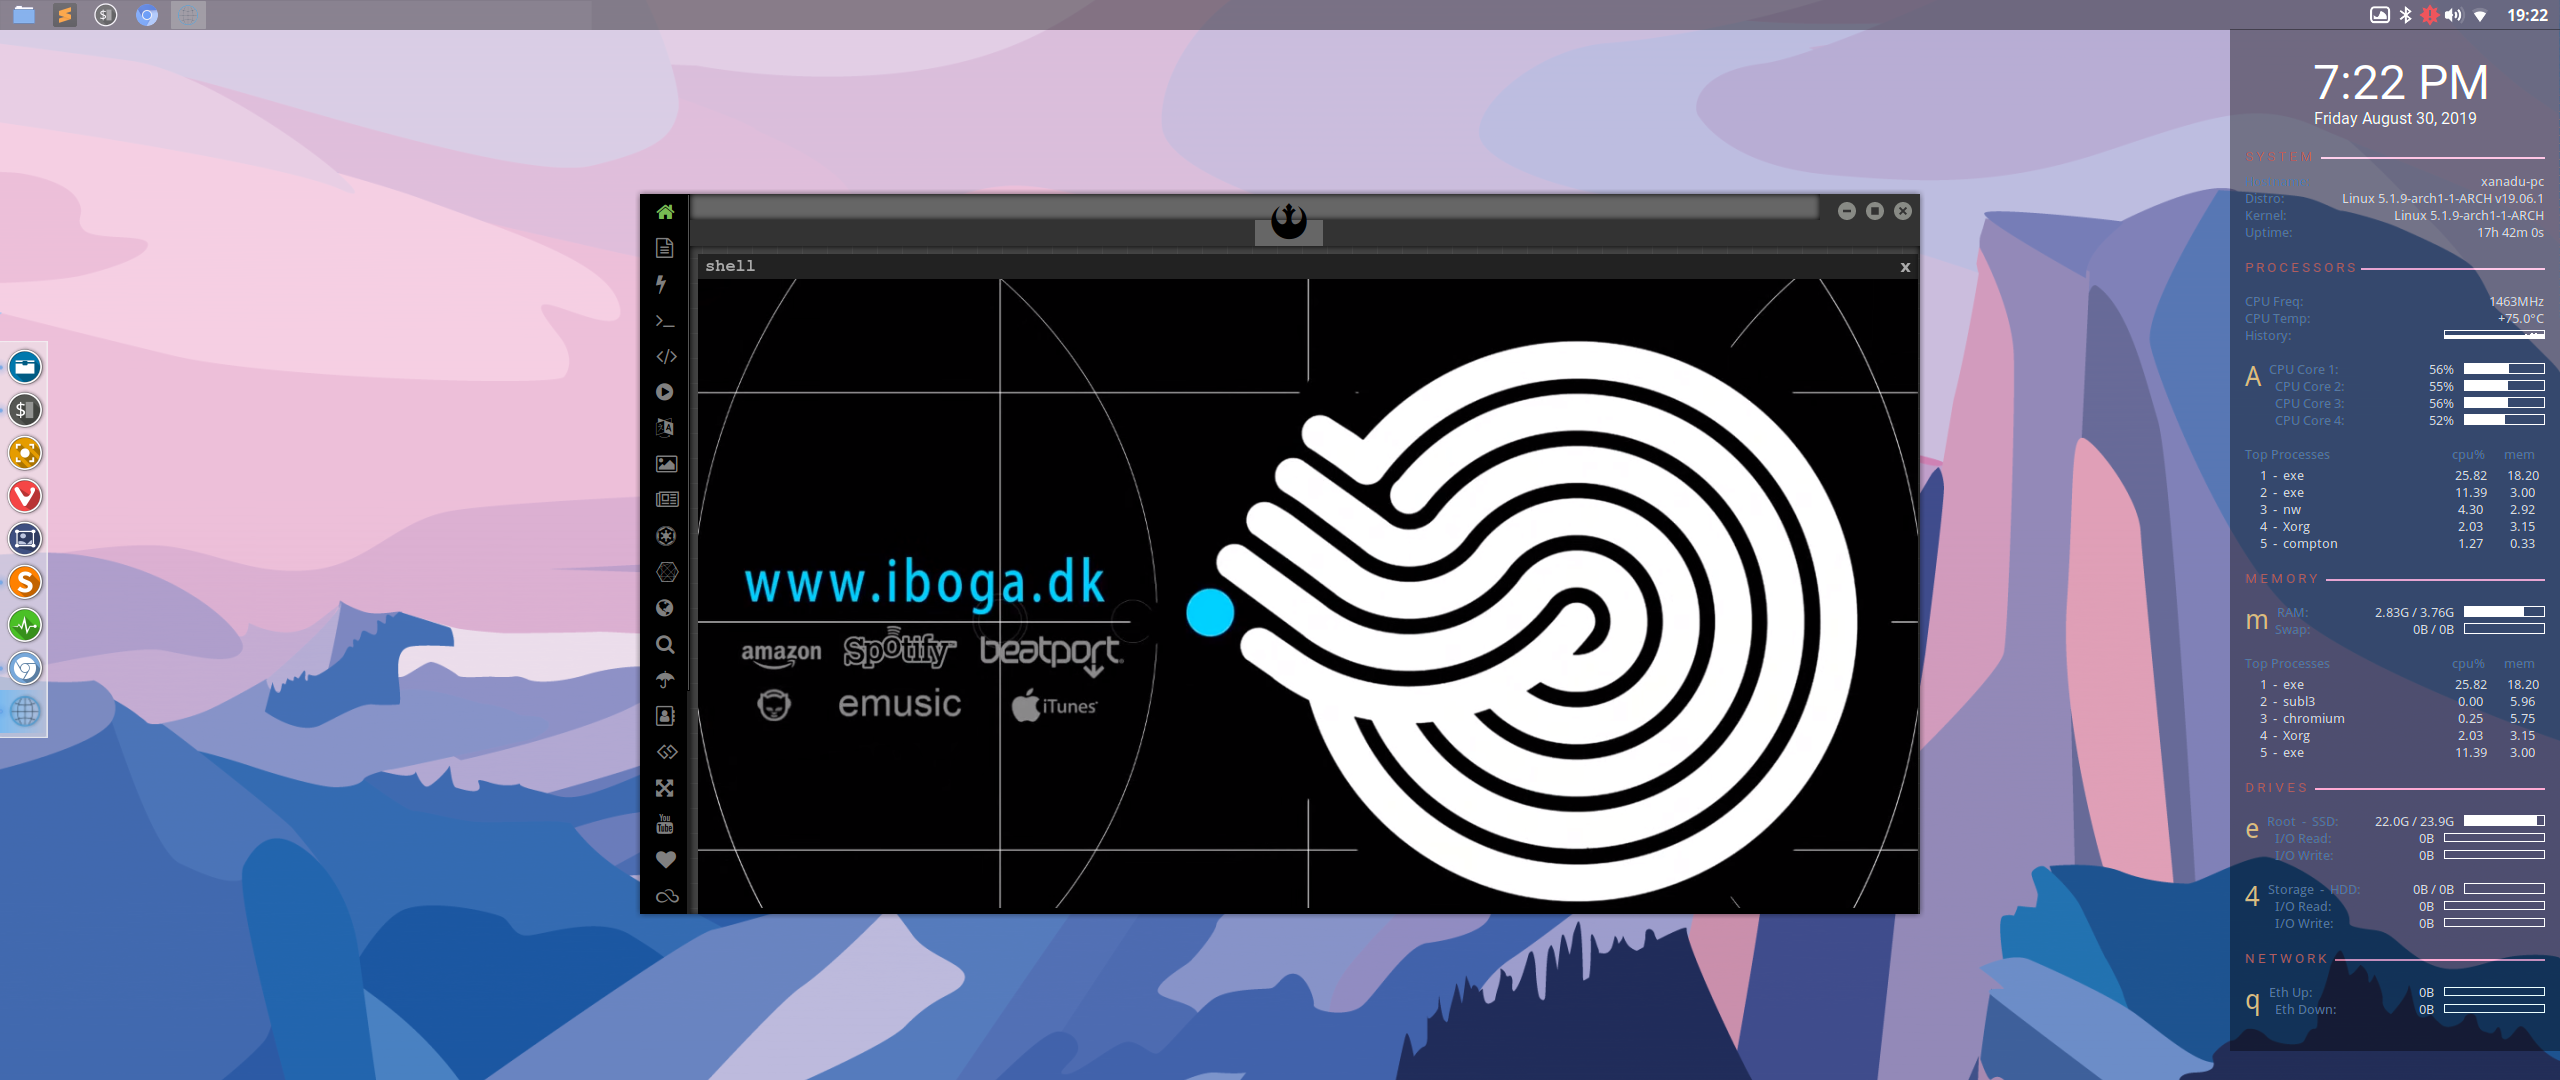 19:22
shell
x
www.iboga.dk
amazon Spotify beatport
emusic iTunes
You
Tube
7:22 PM
Friday August 30, 2019
SYSTEM
xanadu-pc
Distro: Linux 5.1.9-arch1-1-ARCH v19.06.1
Kernel: Linux 5.1.9-arch1-1-ARCH
Uptime: 17h 42m 0s
PROCESSORS
CPU Freq: 1463MHz
CPU Temp: +75.0°C
History:
A CPU Core 1: 56%
CPU Core 2: 55%
CPU Core 3: 56%
CPU Core 4: 52%
Top Processes cpu% mem
1 - exe 25.82 18.20
2 - exe 11.39 3.00
3 - nw 4.30 2.92
4 - Xorg 2.03 3.15
5 - compton 1.27 0.33
MEMORY
m RAM: 2.83G / 3.76G
Swap: 0B / 0B
Top Processes cpu% mem
1 - exe 25.82 18.20
2 - subl3 0.00 5.96
3 - chromium 0.25 5.75
4 - Xorg 2.03 3.15
5 - exe 11.39 3.00
DRIVES
e Root - SSD: 22.0G / 23.9G
I/O Read: 0B
I/O Write: 0B
4 Storage - HDD: 0B / 0B
I/O Read: 0B
I/O Write: 0B
NETWORK
q Eth Up: 0B
Eth Down: 0B